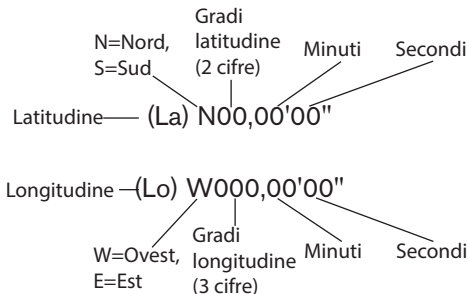 Gradi
N=Nord, latitudine Minuti Secondi
S=Sud (2 cifre)
Latitudine (La) N00,00'00"
Longitudine (Lo) W000,00'00"
W=Ovest, Gradi Minuti Secondi
E=Est longitudine
(3 cifre)